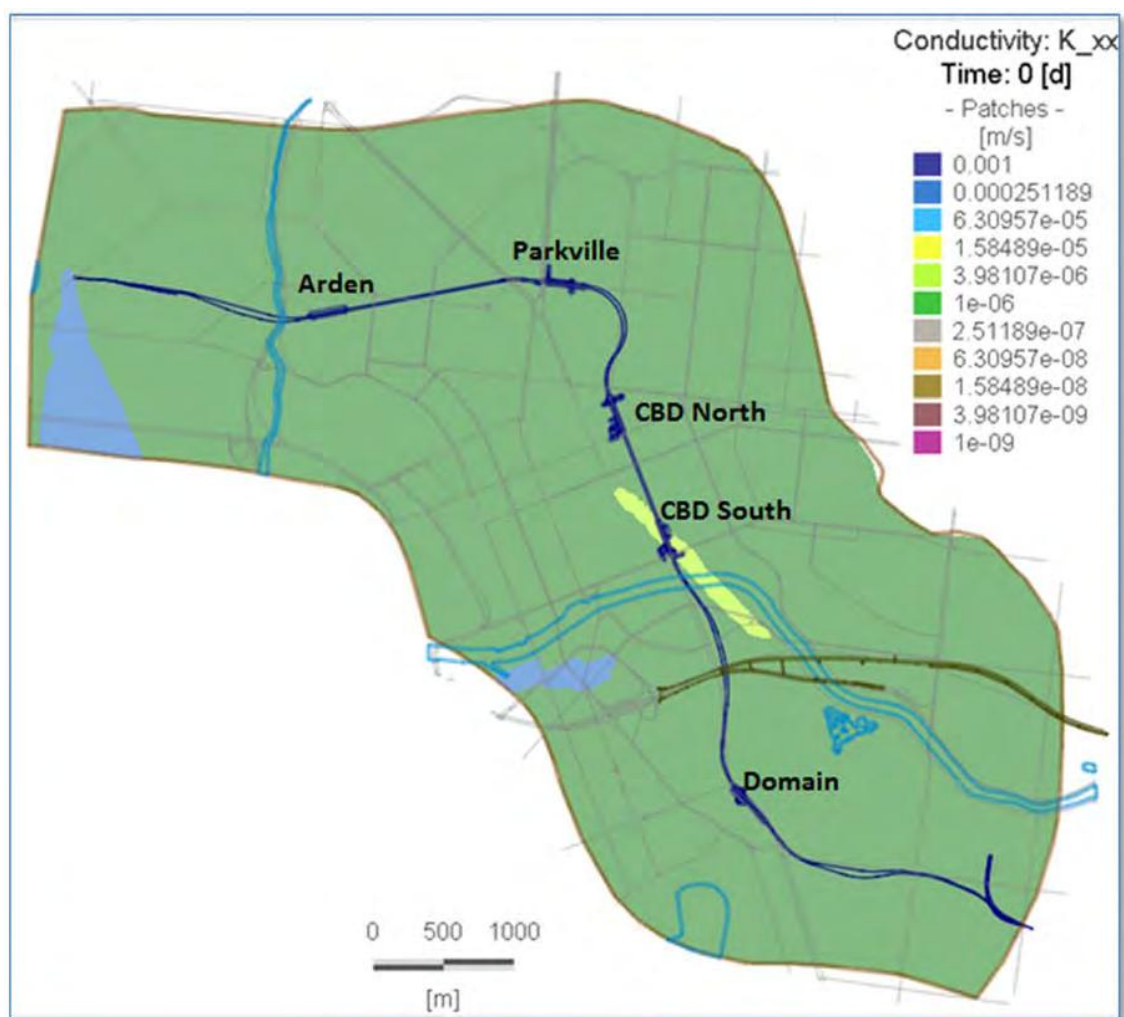 Conductivity: K_xx
Time: 0 [d]
- Patches -
[m/s]
0.001
0.000251189
6.30957e-05
1.58489e-05
3.98107e-06
1e-06
2.51189e-07
6.30957e-08
1.58489e-08
3.98107e-09
1e-09
Parkville
Arden
CBD North
CBD South
Domain
0 500 1000
[m]